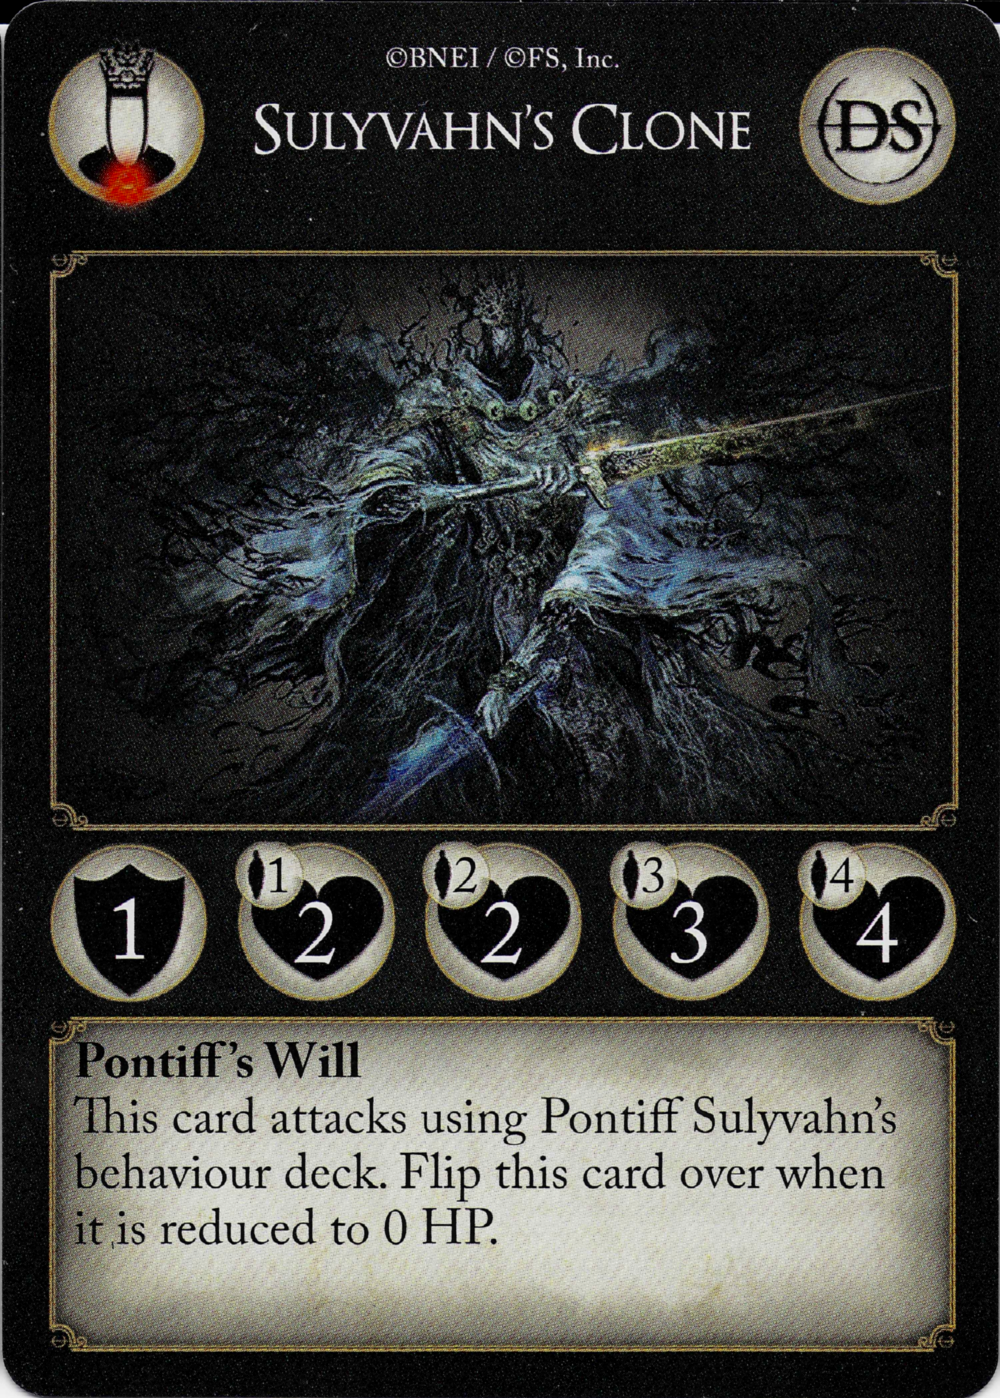 ©BNEI / ©FS, Inc.
SULYVAHN'S CLONE
DS
1
1
2
2
2
3
3
4
4
Pontiff's Will
This card attacks using Pontiff Sulyvahn's
behaviour deck. Flip this card over when
it is reduced to 0 HP.